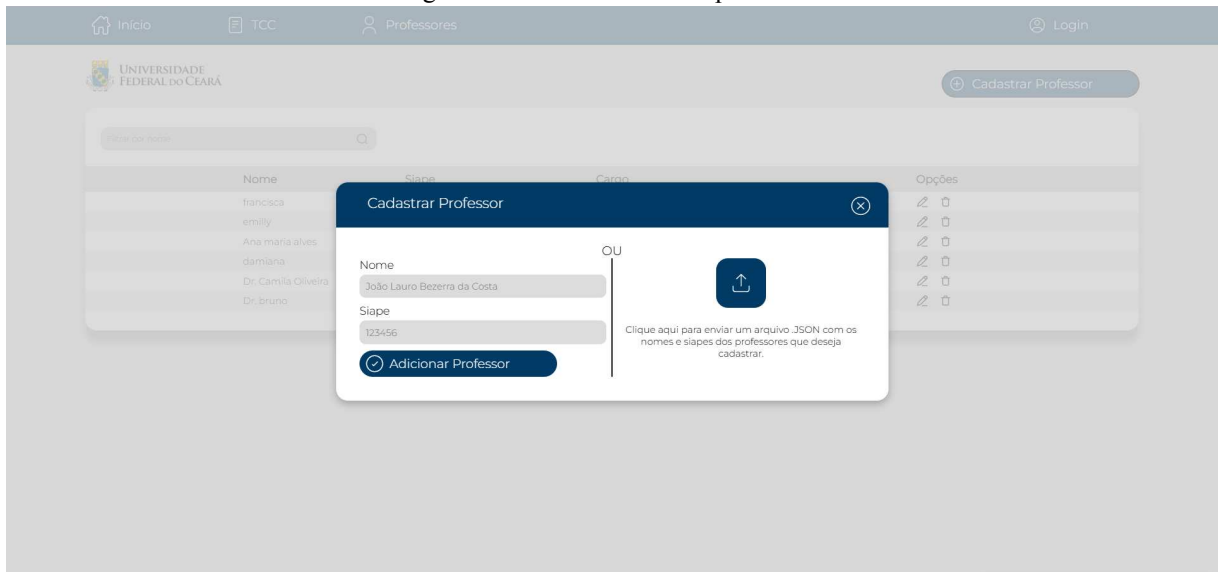 Início TCC Professores Login
UNIVERSIDADE
FEDERAL DO CEARÁ
Cadastrar Professor
Nome Siape Cargo Opções
francisca
emilly
Ana maria alves
damiana
Dr. Camila Oliveira
Dr. bruno
Cadastrar Professor
OU
Nome
João Lauro Bezerra da Costa
Siape
123456
Adicionar Professor
Clique aqui para enviar um arquivo .JSON com os
nomes e siapes dos professores que deseja
cadastrar.